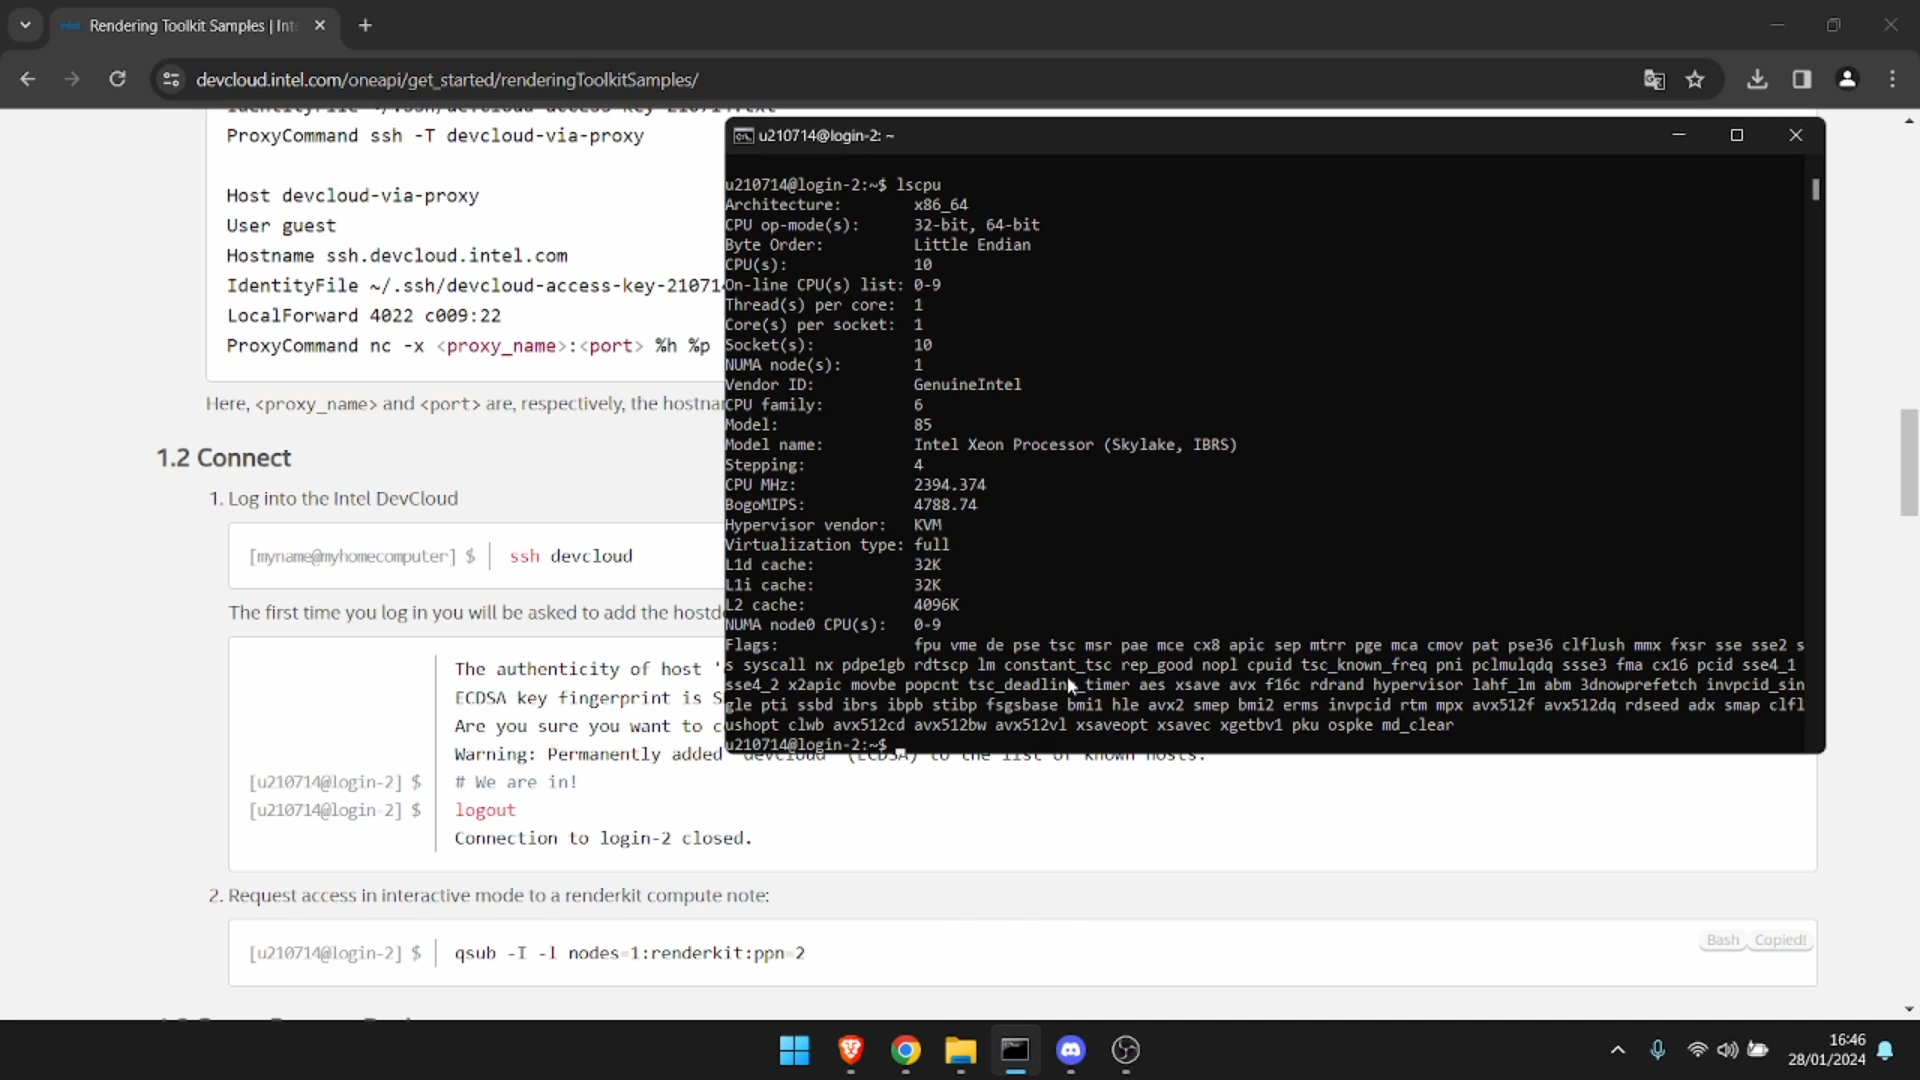 Rendering Toolkit Samples | Int
devcloud.intel.com/oneapi/get_started/renderingToolkitSamples/
ProxyCommand ssh -T devcloud-via-proxy
Host devcloud-via-proxy
User guest
Hostname ssh.devcloud.intel.com
IdentityFile ~/.ssh/devcloud-access-key-21071
LocalForward 4022 c009:22
ProxyCommand nc -x <proxy_name>:<port> %h %p
Here, <proxy_name> and <port> are, respectively, the hostna
1.2 Connect
1. Log into the Intel DevCloud
[myname@myhomecomputer] $ ssh devcloud
The first time you log in you will be asked to add the hostd
The authenticity of host '
ECDSA key fingerprint is S
Are you sure you want to c
Warning: Permanently added 'devcloud' (ECDSA) to the list of known hosts.
[u210714@login-2] $ # We are in!
[u210714@login-2] $ logout
Connection to login-2 closed.
2. Request access in interactive mode to a renderkit compute note:
[u210714@login-2] $ qsub -I -l nodes=1:renderkit:ppn=2
Bash Copied!
u210714@login-2: ~
u210714@login-2:~$ lscpu
Architecture: x86_64
CPU op-mode(s): 32-bit, 64-bit
Byte Order: Little Endian
CPU(s): 10
On-line CPU(s) list: 0-9
Thread(s) per core: 1
Core(s) per socket: 1
Socket(s): 10
NUMA node(s): 1
Vendor ID: GenuineIntel
CPU family: 6
Model: 85
Model name: Intel Xeon Processor (Skylake, IBRS)
Stepping: 4
CPU MHz: 2394.374
BogoMIPS: 4788.74
Hypervisor vendor: KVM
Virtualization type: full
L1d cache: 32K
L1i cache: 32K
L2 cache: 4096K
NUMA node0 CPU(s): 0-9
Flags: fpu vme de pse tsc msr pae mce cx8 apic sep mtrr pge mca cmov pat pse36 clflush mmx fxsr sse sse2 s
s syscall nx pdpe1gb rdtscp lm constant_tsc rep_good nopl cpuid tsc_known_freq pni pclmulqdq ssse3 fma cx16 pcid sse4_1
sse4_2 x2apic movbe popcnt tsc_deadline_timer aes xsave avx f16c rdrand hypervisor lahf_lm abm 3dnowprefetch invpcid_sin
gle pti ssbd ibrs ibpb stibp fsgsbase bmi1 hle avx2 smep bmi2 erms invpcid rtm mpx avx512f avx512dq rdseed adx smap clfl
ushopt clwb avx512cd avx512bw avx512vl xsaveopt xsavec xgetbv1 pku ospke md_clear
u210714@login-2:~$
16:46
28/01/2024